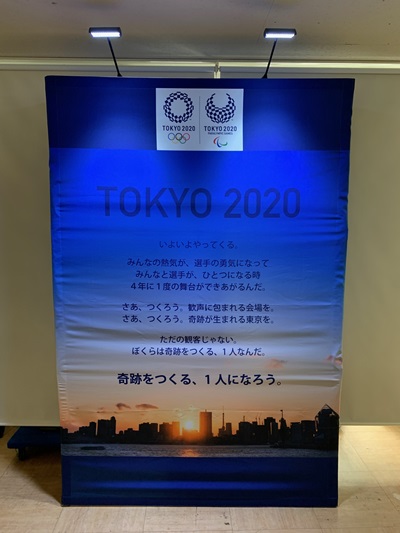 TOKYO 2020
TOKYO 2020
PARALYMPIC GAMES
TOKYO 2020
いよいよやってくる。
みんなの熱気が、選手の勇気になって
みんなと選手が、ひとつになる時
4年に1度の舞台ができあがるんだ。
さあ、つくろう。歓声に包まれる会場を。
さあ、つくろう。奇跡が生まれる東京を。
ただの観客じゃない。
ぼくらは奇跡をつくる、1人なんだ。
奇跡をつくる、1人になろう。